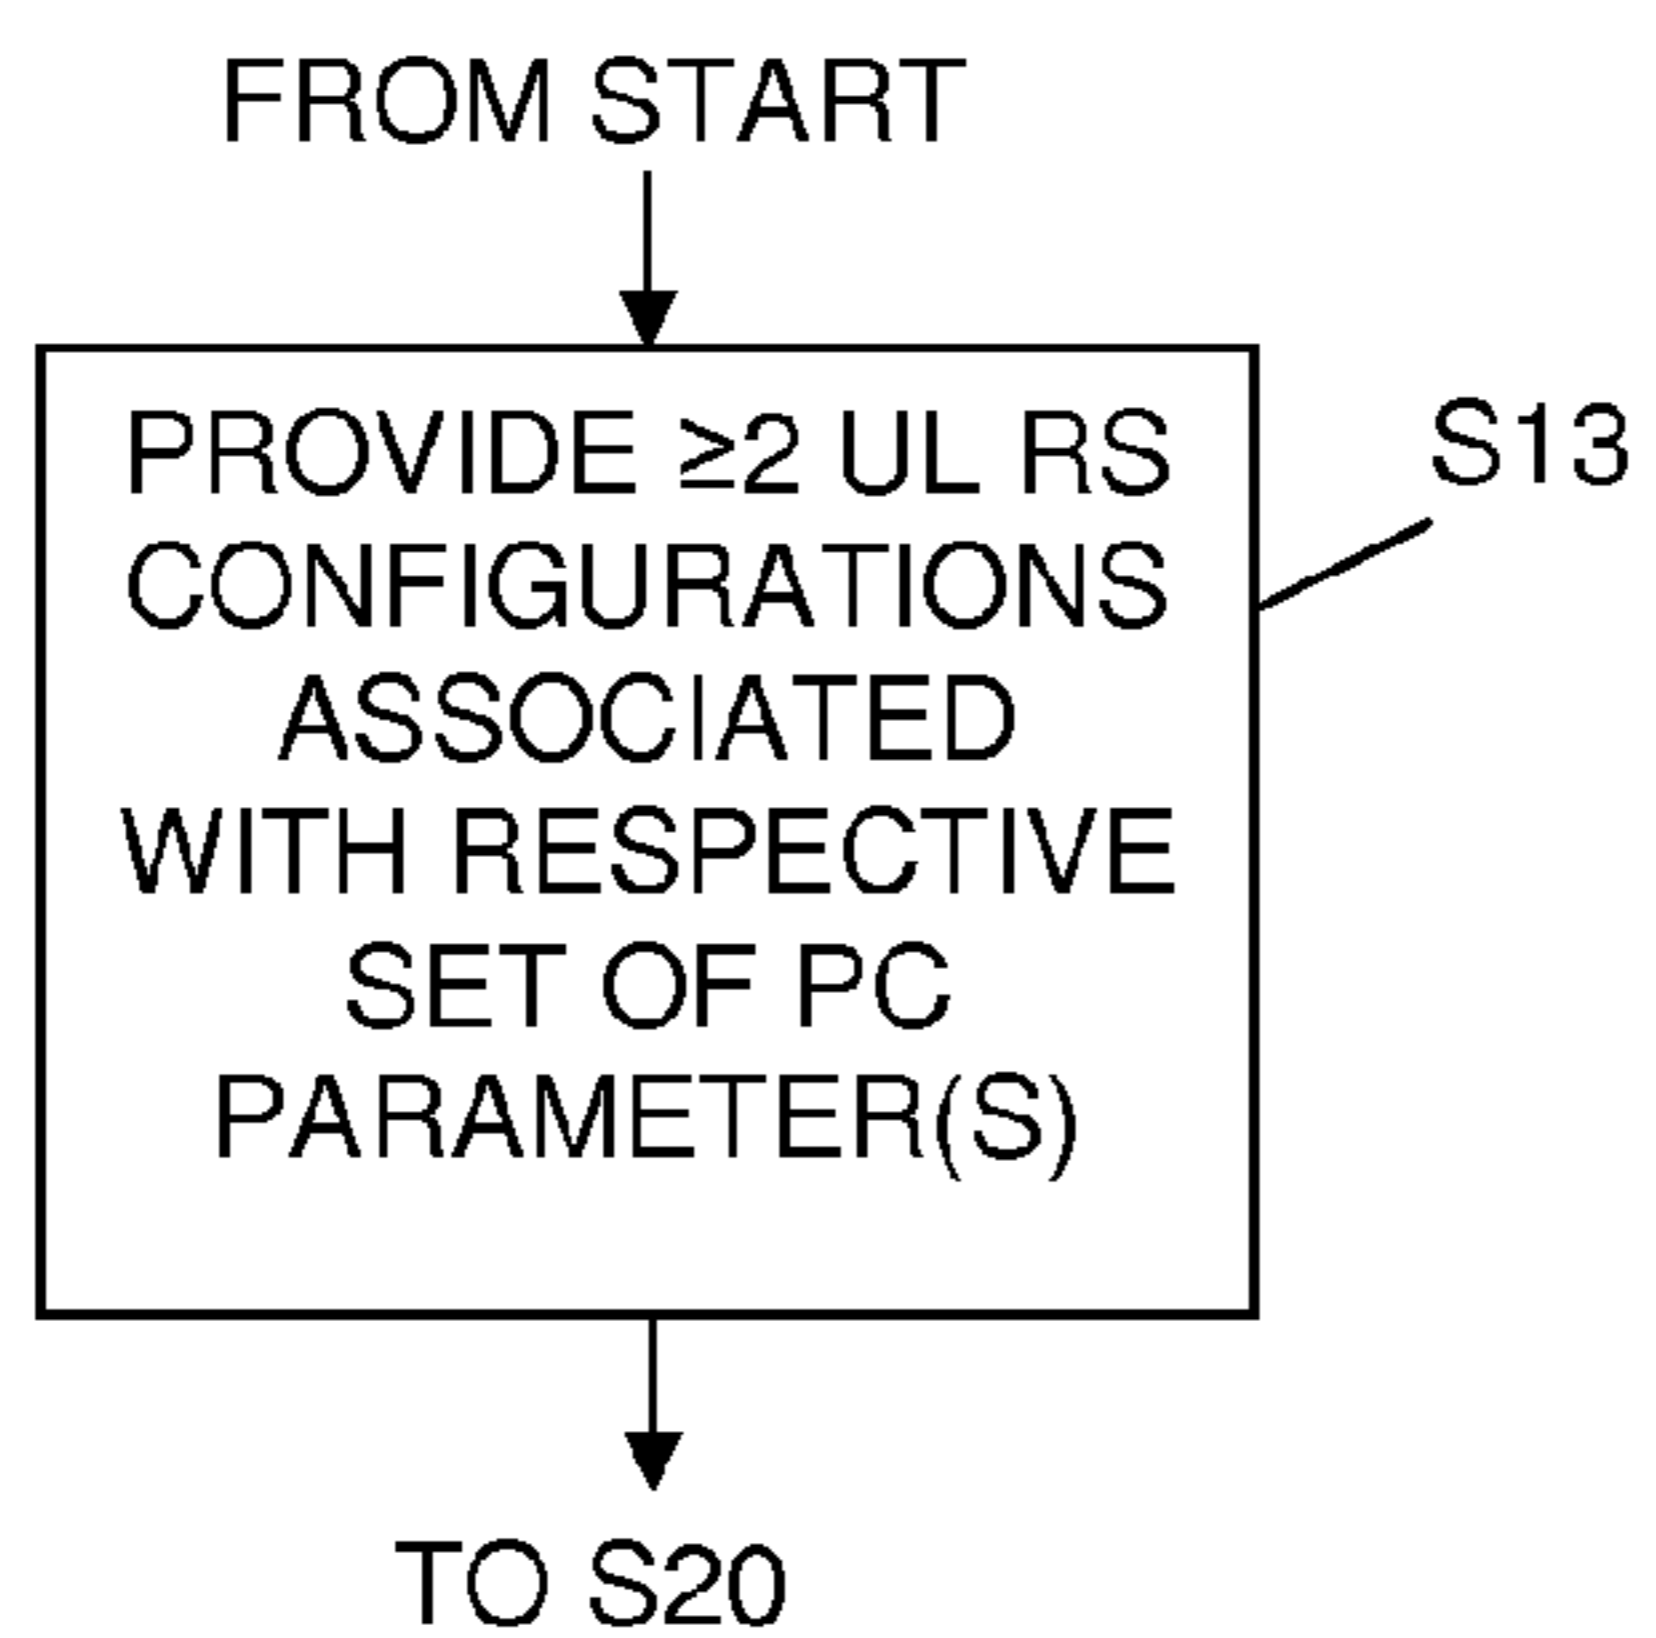 FROM START
PROVIDE ≥2 UL RS
CONFIGURATIONS
ASSOCIATED
WITH RESPECTIVE
SET OF PC
PARAMETER(S)
S13
TO S20